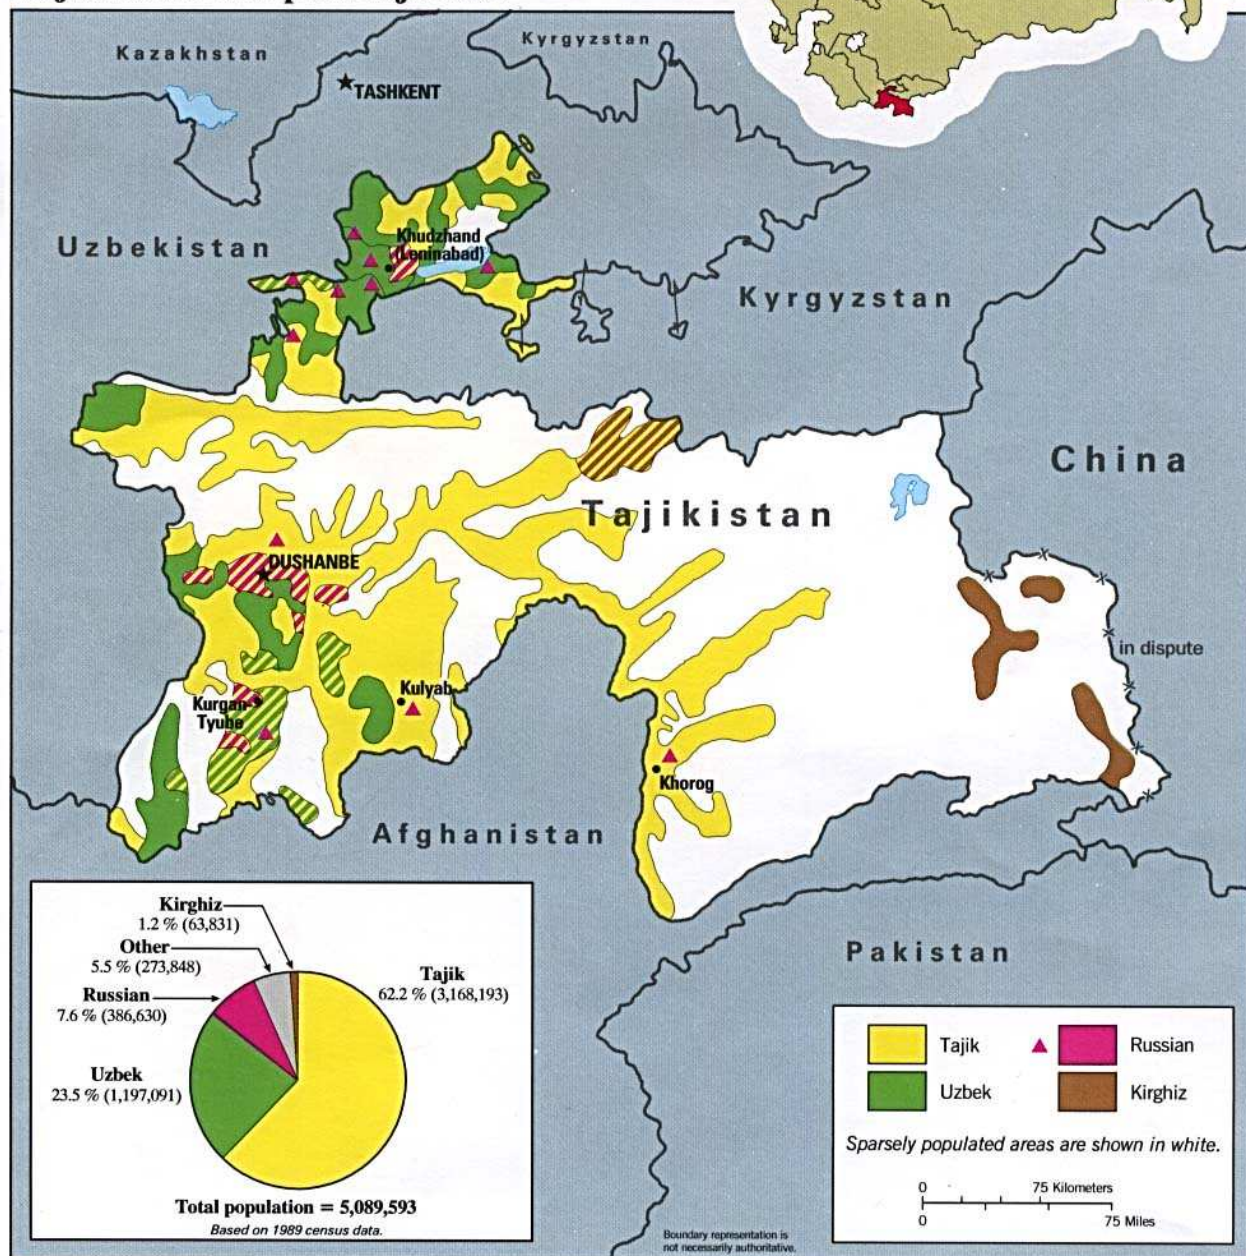 Kazakhstan
Kyrgyzstan
TASHKENT
Uzbekistan
Khudzhand
(Leninabad)
Kyrgyzstan
China
Tajikistan
DUSHANBE
in dispute
Kulyab
Kurgan-
Tyube
Khorog
Afghanistan
Pakistan
Kirghiz
1.2 % (63,831)
Other
5.5 % (273,848)
Russian
7.6 % (386,630)
Uzbek
23.5 % (1,197,091)
Tajik
62.2 % (3,168,193)
Total population = 5,089,593
Based on 1989 census data.
Tajik
Russian
Uzbek
Kirghiz
Sparsely populated areas are shown in white.
0 75 Kilometers
0 75 Miles
Boundary representation is
not necessarily authoritative.